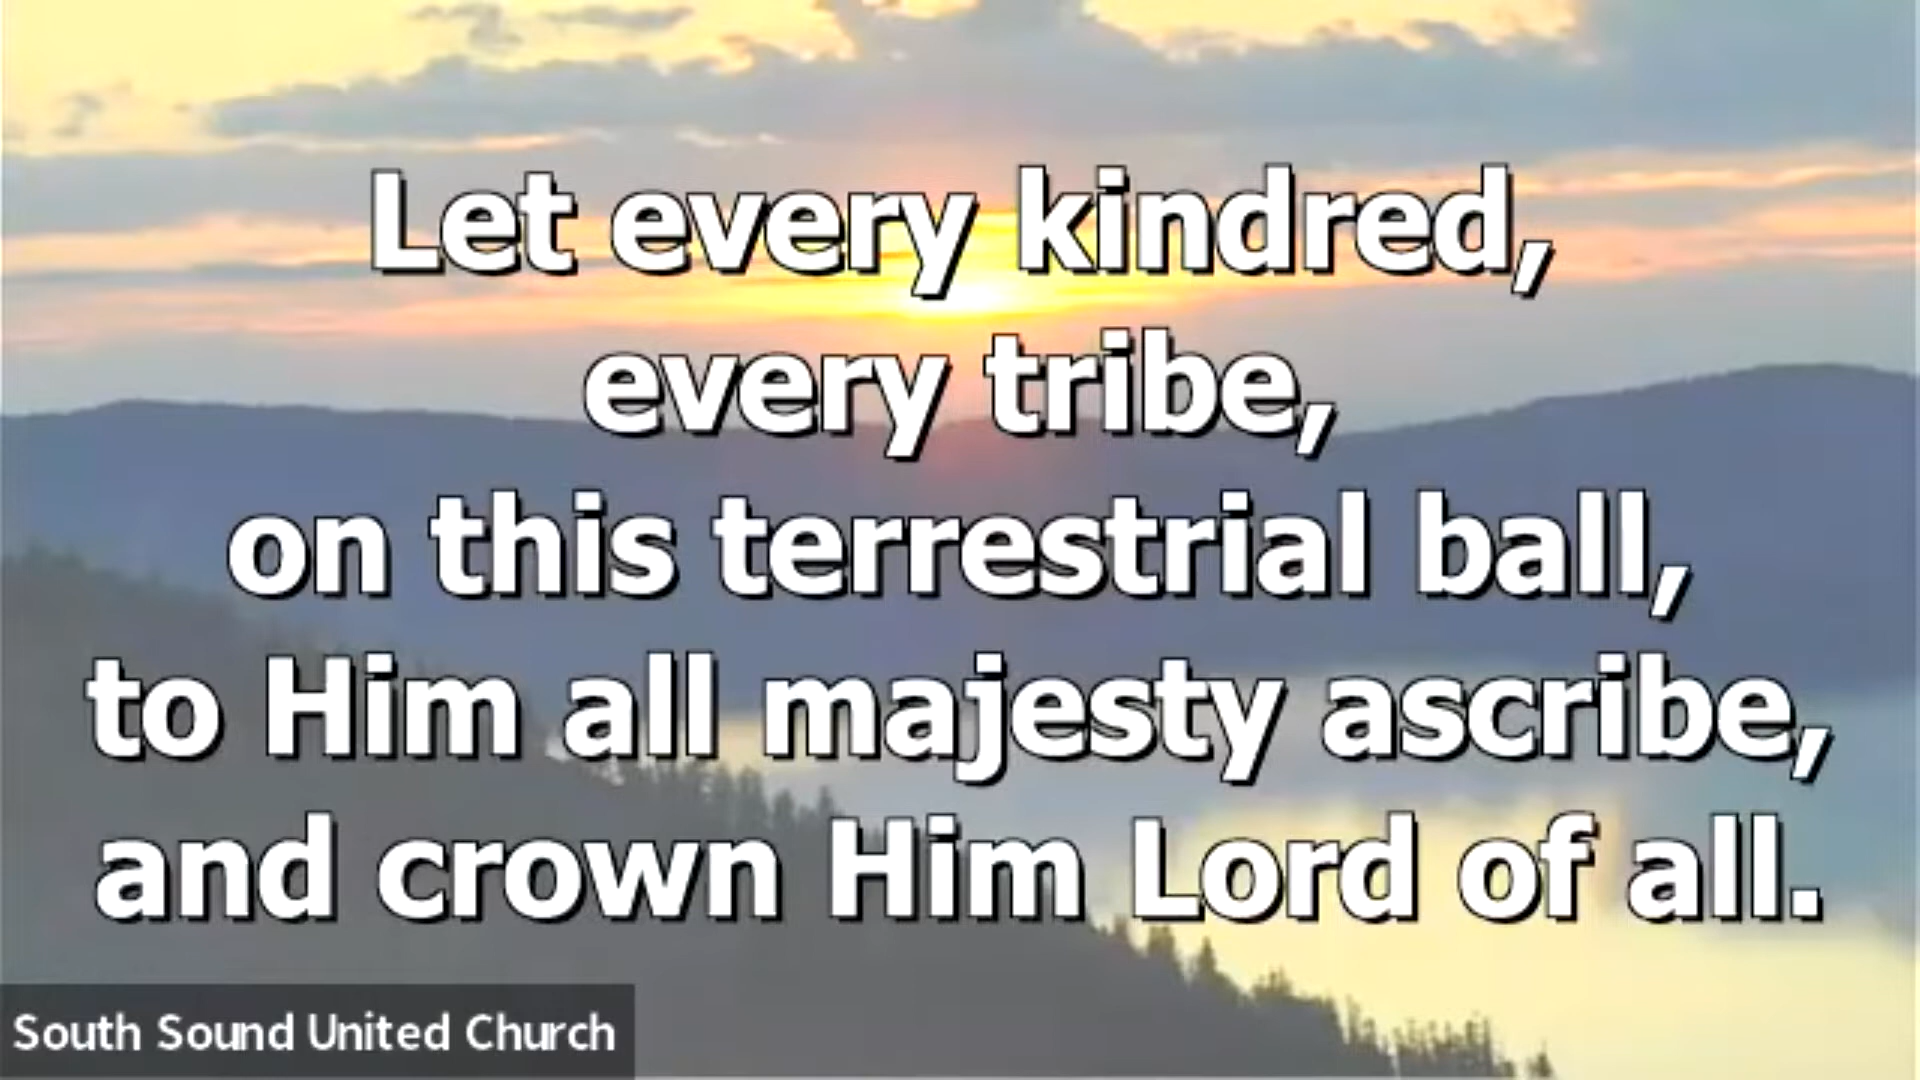 Let every kindred,
every tribe,
on this terrestrial ball,
to Him all majesty ascribe,
and crown Him Lord of all.
South Sound United Church